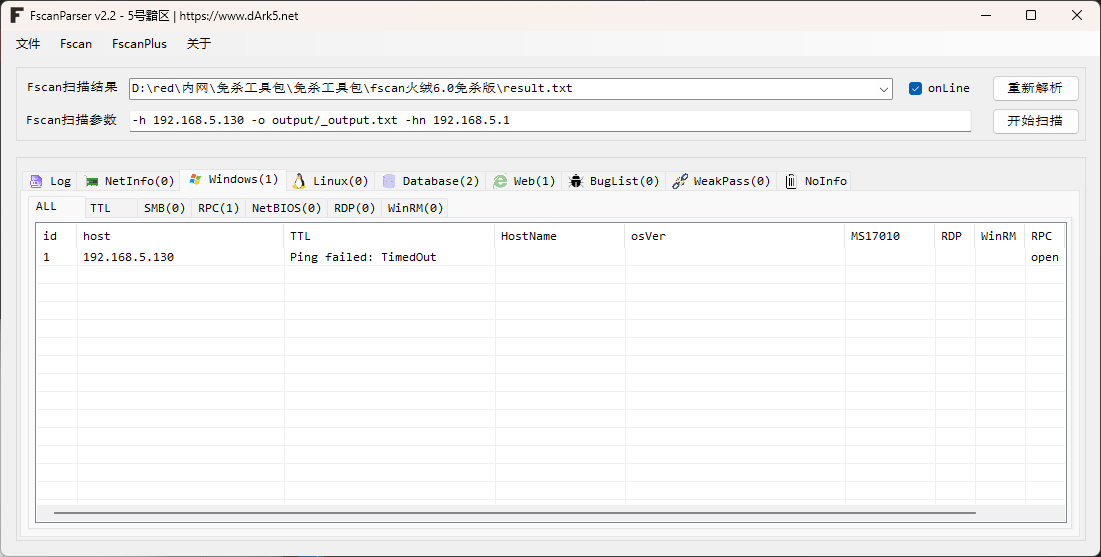 FscanParser v2.2 - 5号黯区 | https://www.dArk5.net
文件 Fscan FscanPlus 关于
Fscan扫描结果 D:\red\内网\免杀工具包\免杀工具包\fscan火绒6.0免杀版\result.txt onLine 重新解析
Fscan扫描参数 -h 192.168.5.130 -o output/_output.txt -hn 192.168.5.1 开始扫描
Log NetInfo(0) Windows(1) Linux(0) Database(2) Web(1) BugList(0) WeakPass(0) NoInfo
ALL TTL SMB(0) RPC(1) NetBIOS(0) RDP(0) WinRM(0)
id host TTL HostName osVer MS17010 RDP WinRM RPC
1 192.168.5.130 Ping failed: TimedOut open